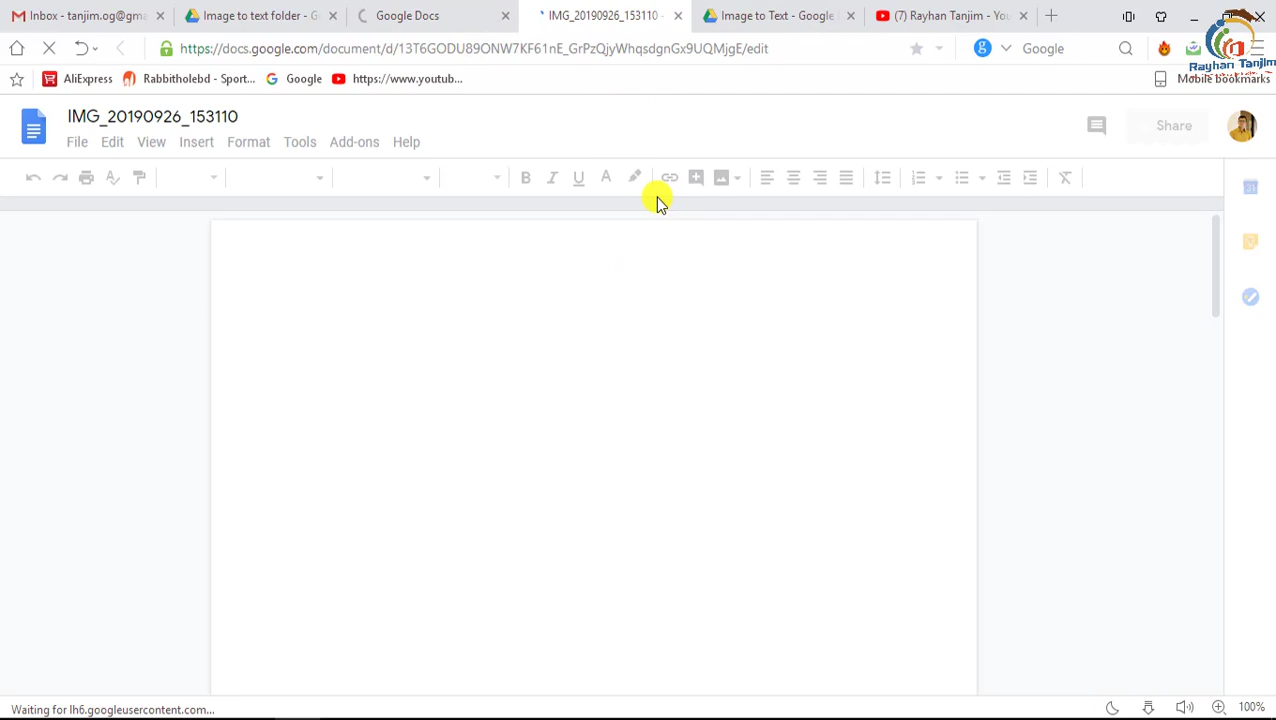 Inbox - tanjim.og@gma
Image to text folder - G
Google Docs
IMG_20190926_153110 -
Image to Text - Google
(7) Rayhan Tanjim - You
https://docs.google.com/document/d/13T6GODU89ONW7KF61nE_GrPzQjyWhqsdgnGx9UQMjgE/edit
Google
Rayhan Tanjim
AliExpress
Rabbitholebd - Sport...
Google
https://www.youtub...
Mobile bookmarks
IMG_20190926_153110
File Edit View Insert Format Tools Add-ons Help
Share
Waiting for lh6.googleusercontent.com...
100%